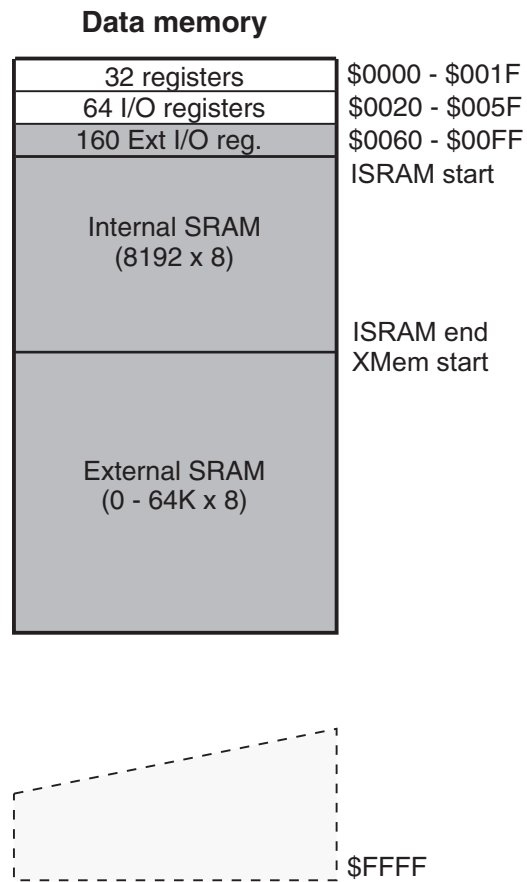 Data memory
32 registers
$0000 - $001F
64 I/O registers
$0020 - $005F
160 Ext I/O reg.
$0060 - $00FF
ISRAM start
Internal SRAM
(8192 x 8)
ISRAM end
XMem start
External SRAM
(0 - 64K x 8)
$FFFF